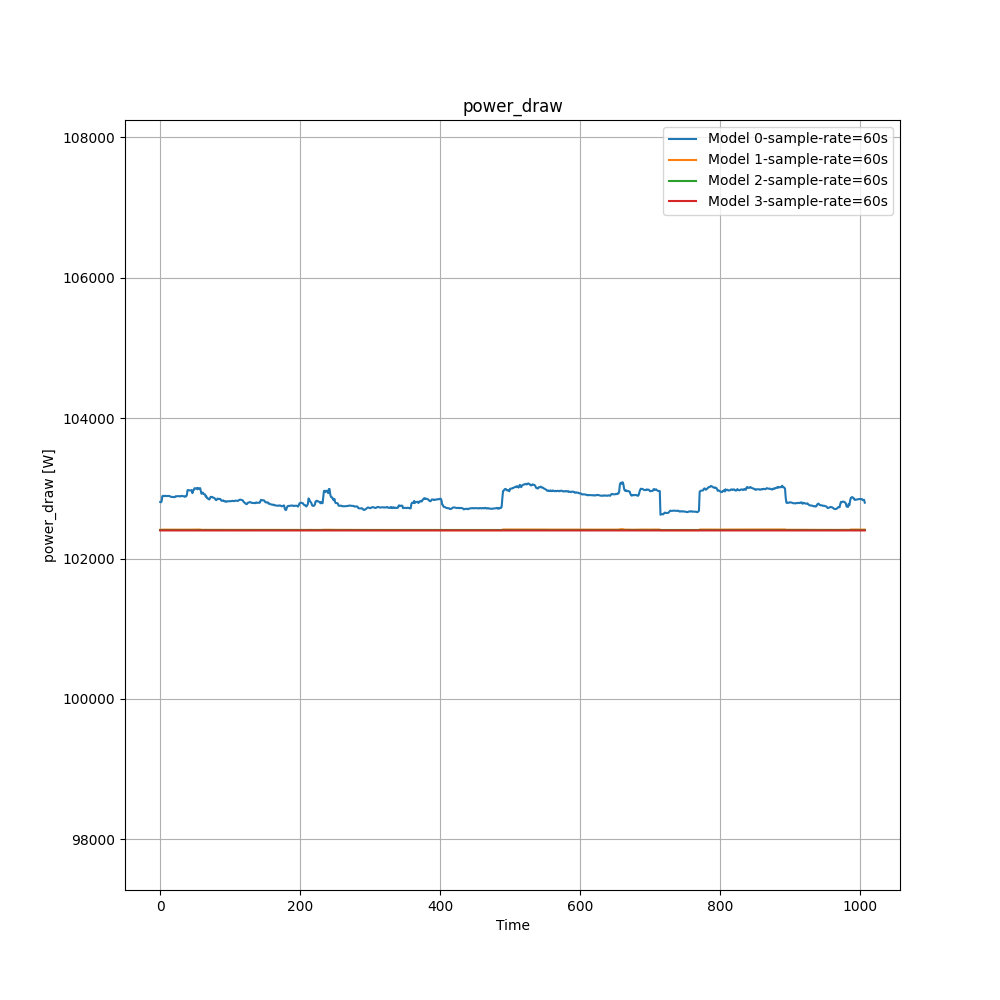 power_draw
108000
106000
104000
102000
100000
98000
power_draw [W]
Model 0-sample-rate=60s
Model 1-sample-rate=60s
Model 2-sample-rate=60s
Model 3-sample-rate=60s
0 200 400 600 800 1000
Time